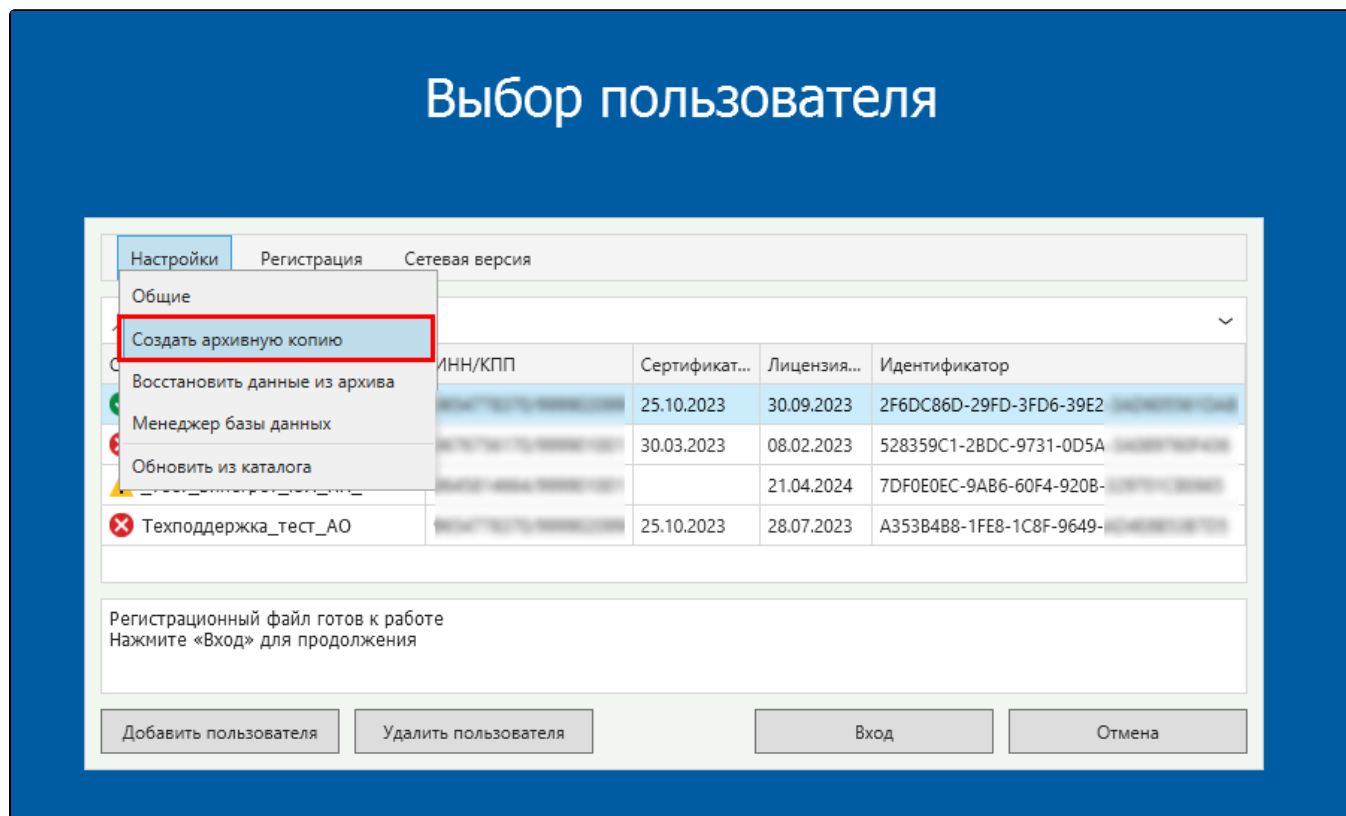 Выбор пользователя
Настройки Регистрация Сетевая версия
Общие
Создать архивную копию
Восстановить данные из архива
Менеджер базы данных
Обновить из каталога
ИНН/КПП Сертификат... Лицензия... Идентификатор
25.10.2023 30.09.2023 2F6DC86D-29FD-3FD6-39E2-
30.03.2023 08.02.2023 528359C1-2BDC-9731-0D5A
21.04.2024 7DF0E0EC-9AB6-60F4-920B-
Техподдержка_тест_АО 25.10.2023 28.07.2023 A353B4B8-1FE8-1C8F-9649-
Регистрационный файл готов к работе
Нажмите «Вход» для продолжения
Добавить пользователя Удалить пользователя Вход Отмена